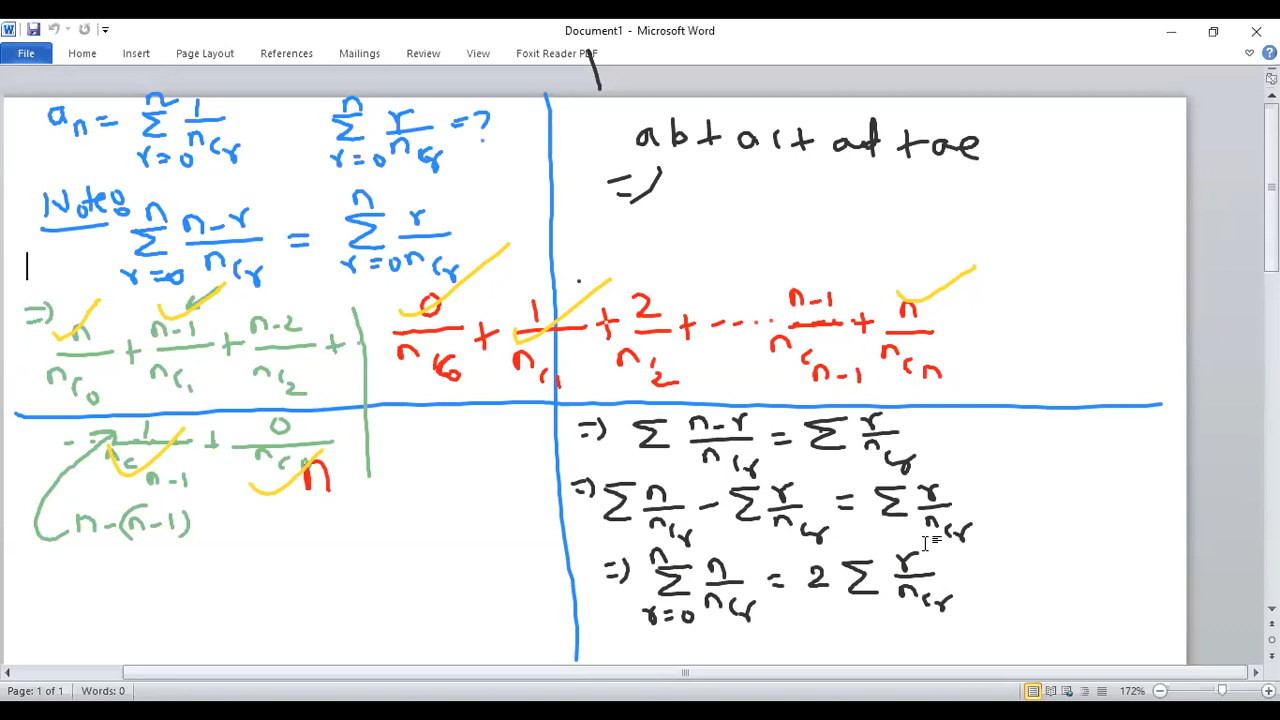 Document1 - Microsoft Word
File Home Insert Page Layout References Mailings Review View Foxit Reader PDF
aₙ = Σ_{r=0}^{n} 1/nCr    Σ_{r=0}^{n} r/nCr = ?
Note:
Σ_{r=0}^{n} (n-r)/nCr = Σ_{r=0}^{n} r/nCr
=) n/nC₀ + (n-1)/nC₁ + (n-2)/nC₂ + ·
-- 1/nC_{n-1} + 0/nCn
n-(n-1)
ab + ac + ad + ae
=)
0/nC₀ + 1/nC₁ + 2/nC₂ + ---- (n-1)/nC_{n-1} + n/nCn
=) Σ (n-r)/nCr = Σ r/nCr
=) Σ n/nCr - Σ r/nCr = Σ r/nCr
=) Σ_{r=0}^{n} n/nCr = 2 Σ r/nCr
Page: 1 of 1 Words: 0 172%